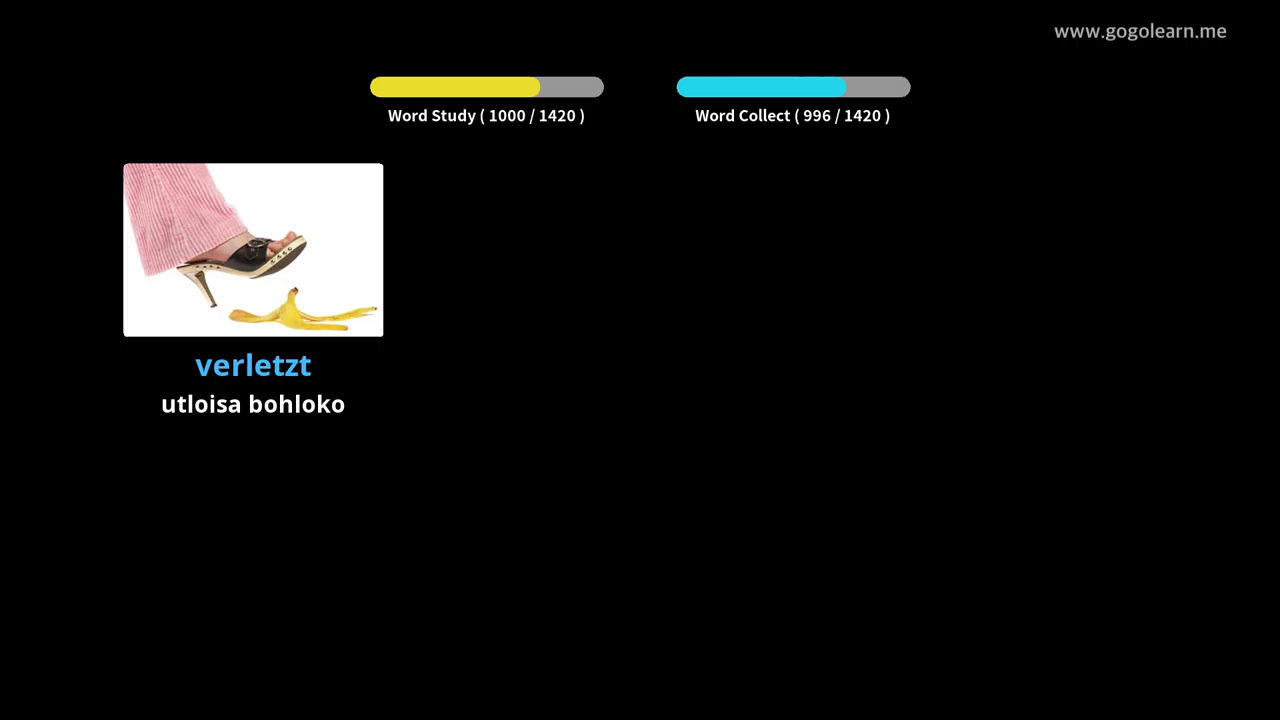 www.gogolearn.me
Word Study ( 1000 / 1420 )
Word Collect ( 996 / 1420 )
verletzt
utloisa bohloko